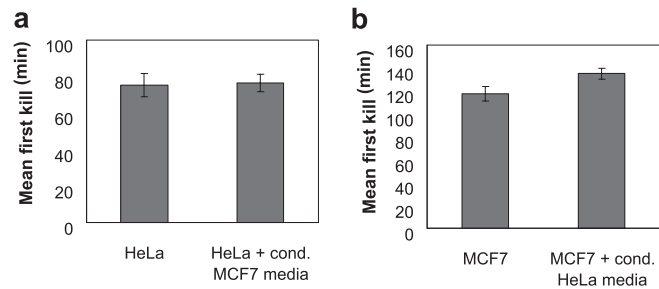 a
Mean first kill (min)
100
80
60
40
20
0
HeLa
HeLa + cond.
MCF7 media
b
Mean first kill (min)
160
140
120
100
80
60
40
20
0
MCF7
MCF7 + cond.
HeLa media